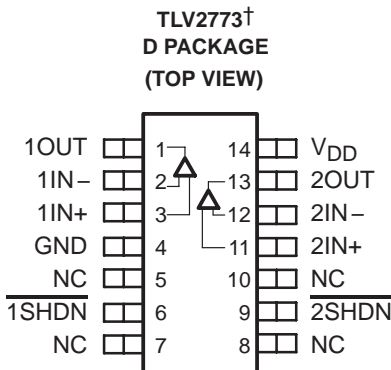 TLV2773†
D PACKAGE
(TOP VIEW)
1OUT 1 14 VDD
1IN− 2 13 2OUT
1IN+ 3 12 2IN−
GND 4 11 2IN+
NC 5 10 NC
1SHDN 6 9 2SHDN
NC 7 8 NC